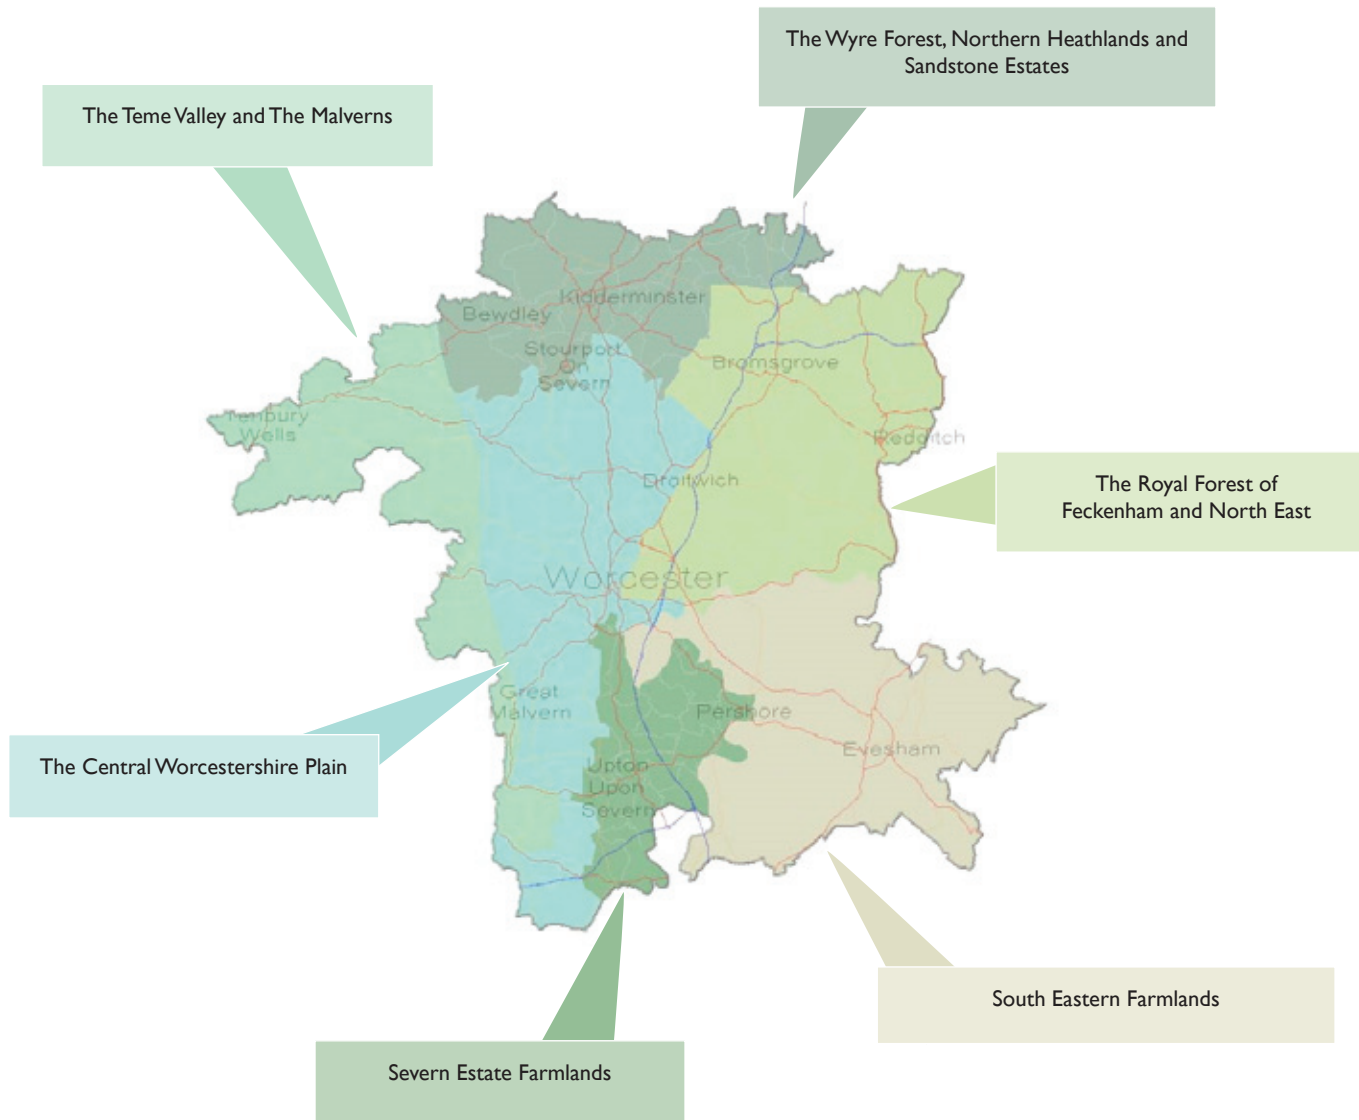 The Wyre Forest, Northern Heathlands and
Sandstone Estates
The Teme Valley and The Malverns
Kidderminster
Bewdley
Stourport
On
Severn
Bromsgrove
Tenbury
Wells
Redditch
Droitwich
The Royal Forest of
Feckenham and North East
Worcester
Great
Malvern
Pershore
Evesham
The Central Worcestershire Plain
Upton
Upon
Severn
South Eastern Farmlands
Severn Estate Farmlands